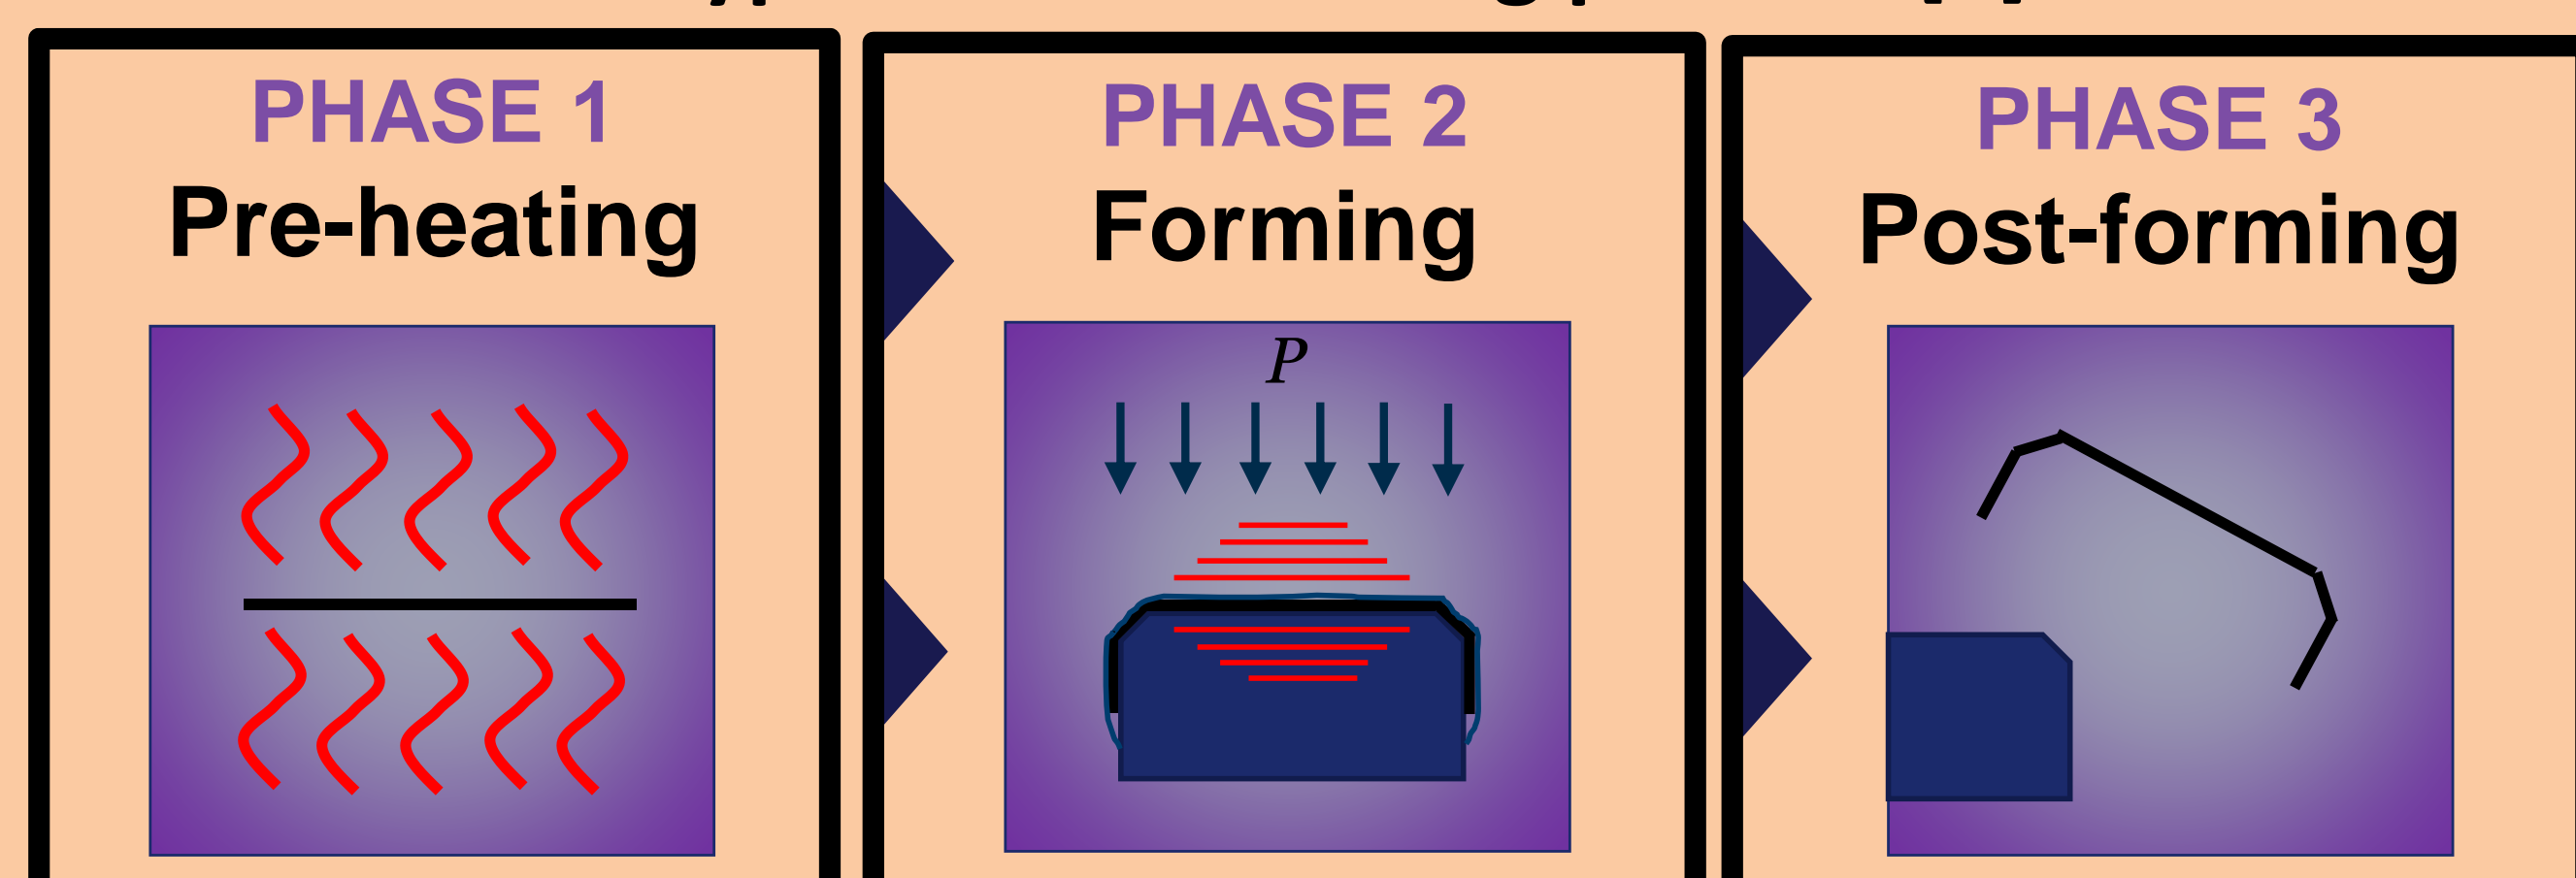 PHASE 1
Pre-heating
PHASE 2
Forming
P
PHASE 3
Post-forming